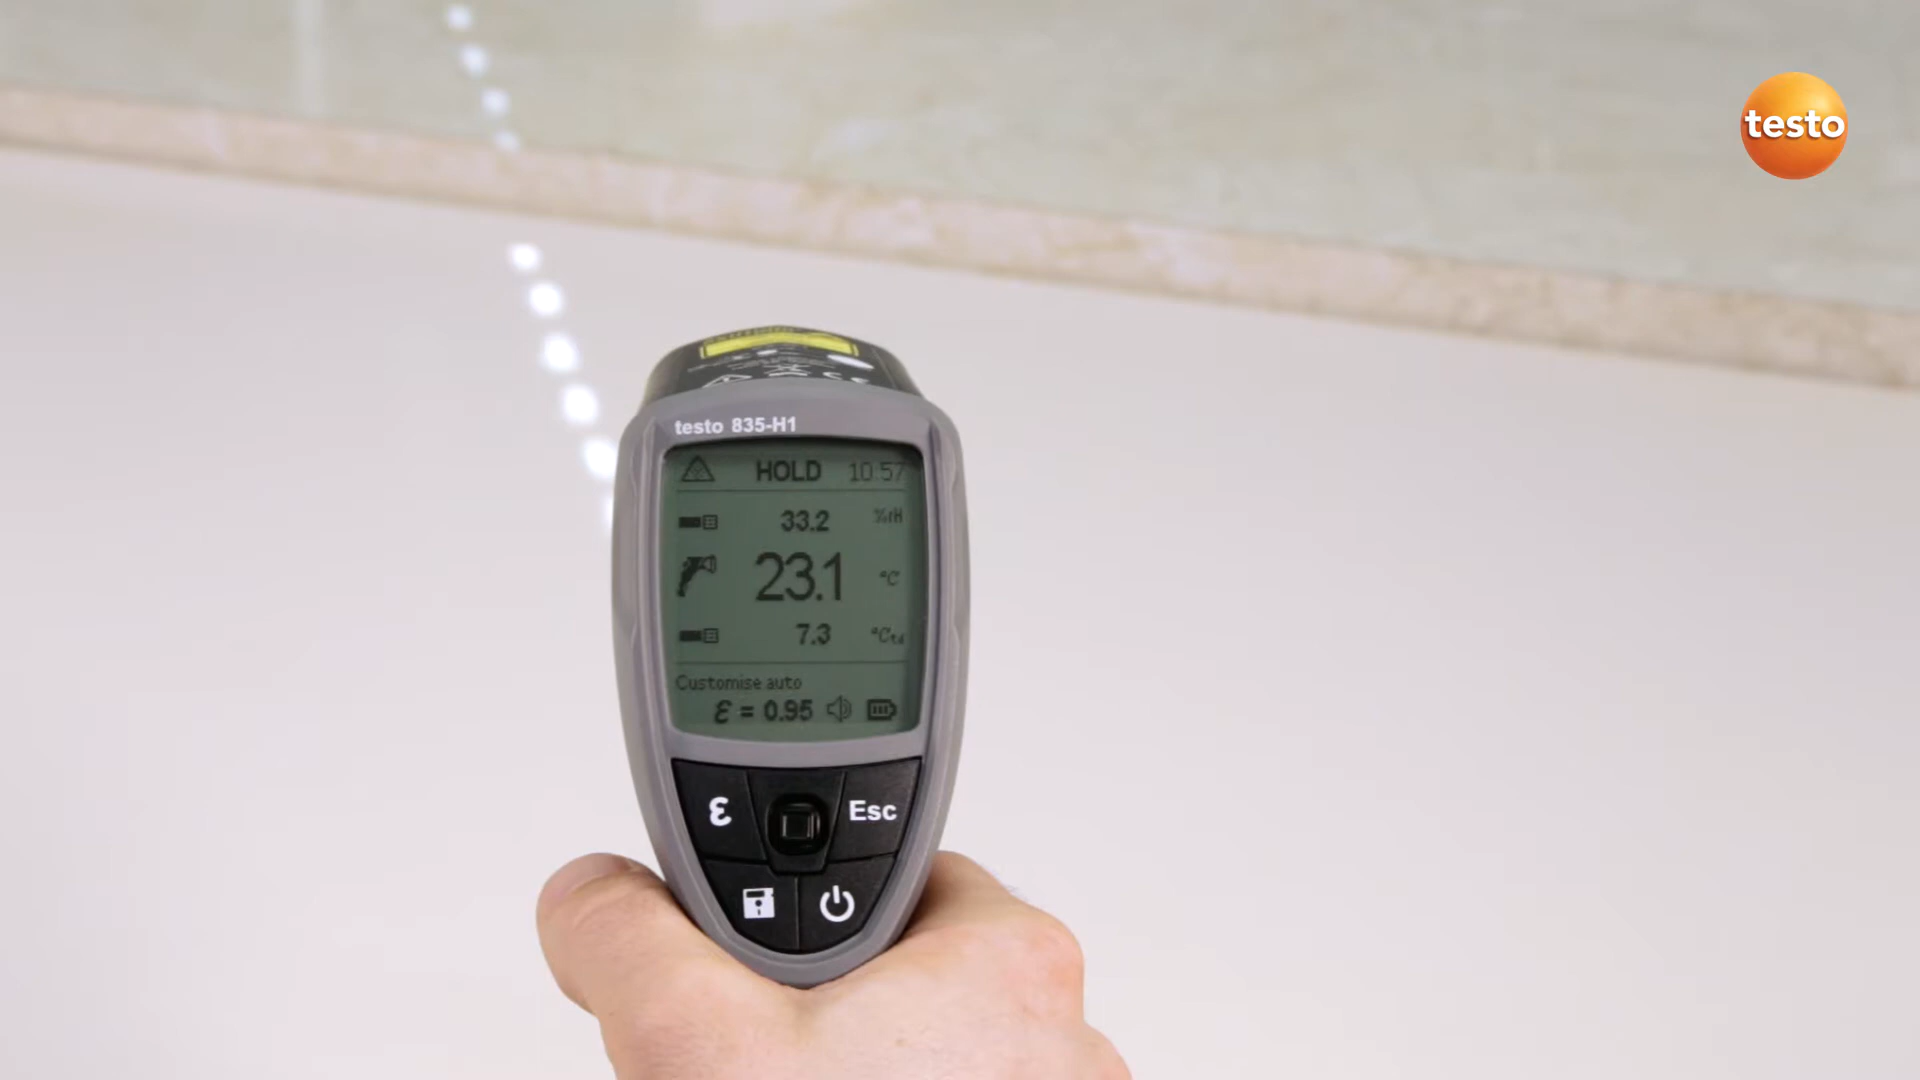 testo
testo 835-H1
HOLD 10:57
33.2 %rH
23.1 °C
7.3 °Ctd
Customise auto
ε = 0.95
ε Esc